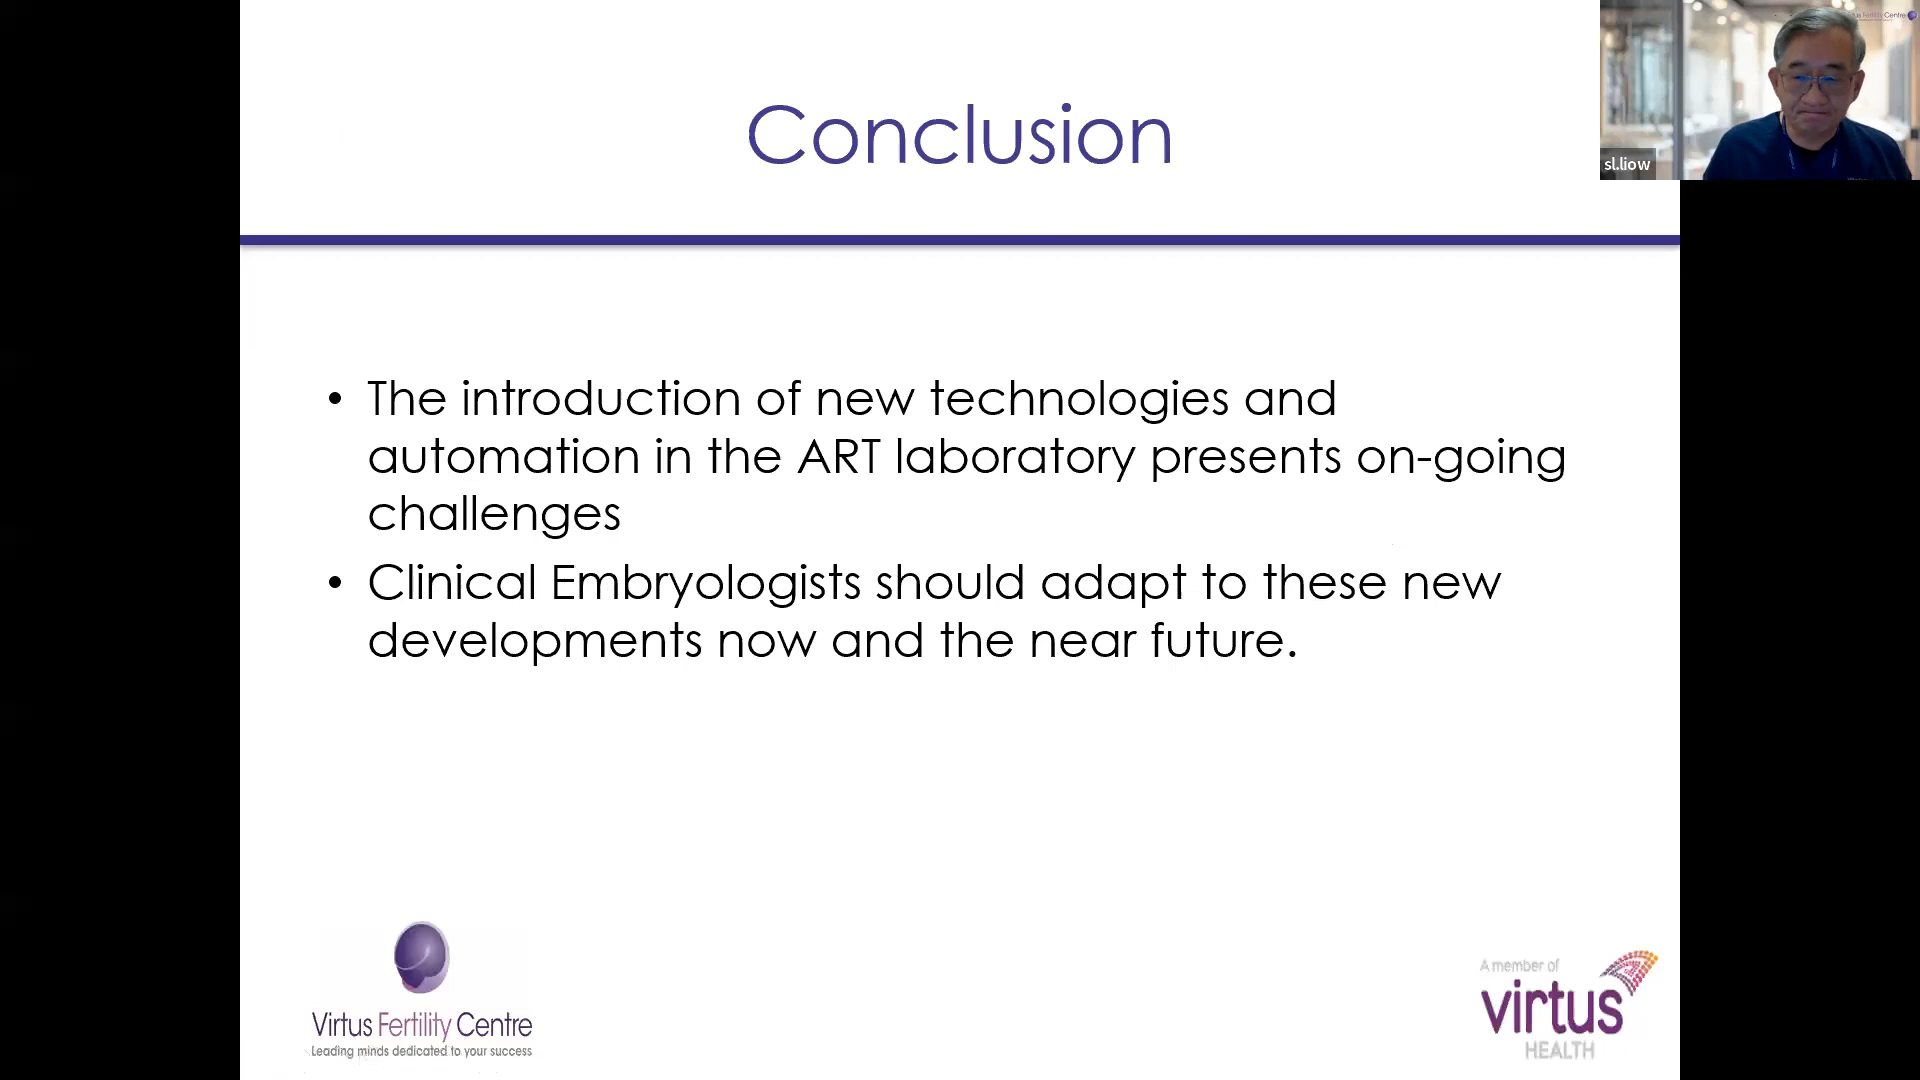 Conclusion
sl.liow
• The introduction of new technologies and
automation in the ART laboratory presents on-going
challenges
• Clinical Embryologists should adapt to these new
developments now and the near future.
Virtus Fertility Centre
Leading minds dedicated to your success
A member of
virtus
HEALTH